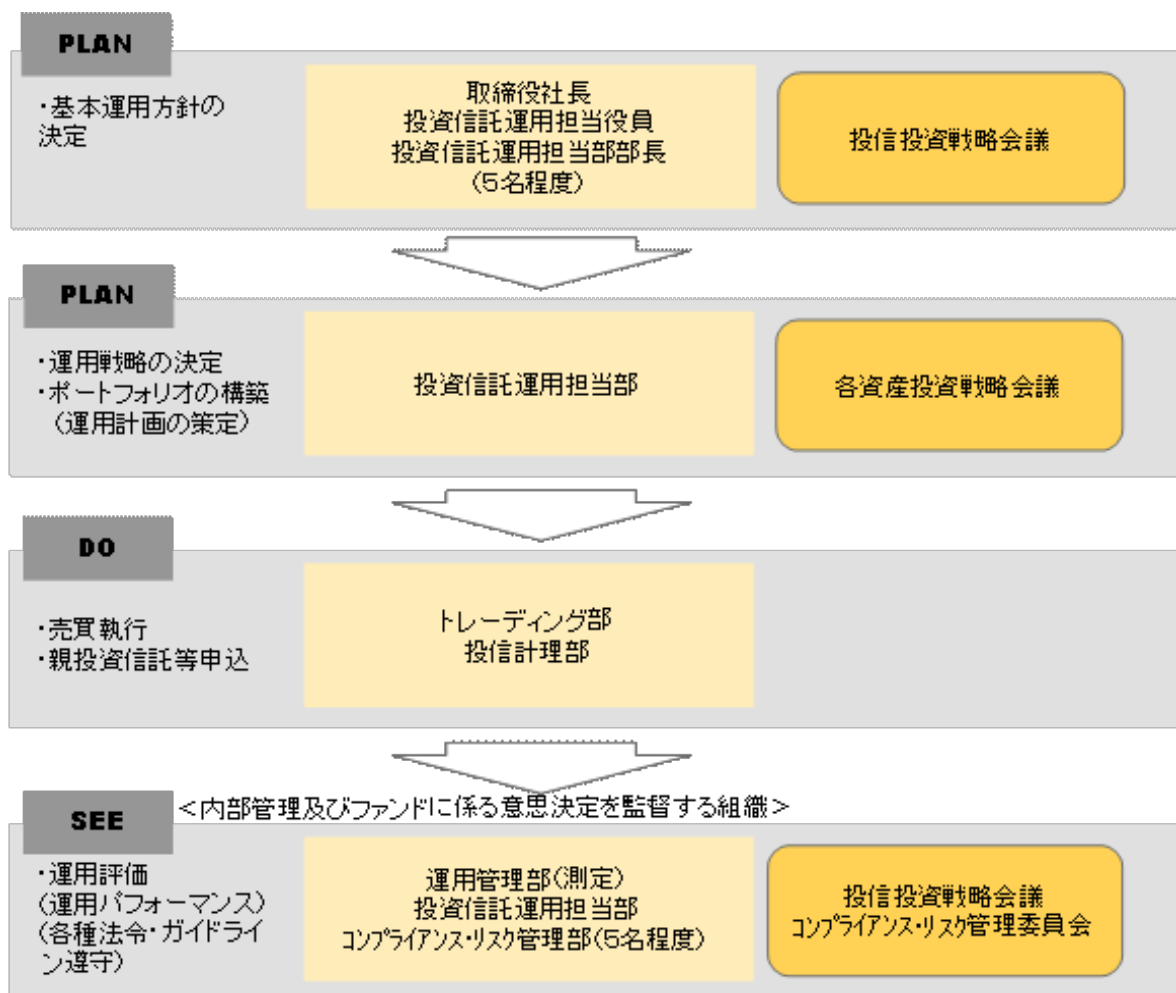 PLAN
・基本運用方針の
決定
取締役社長
投資信託運用担当役員
投資信託運用担当部部長
(5名程度)
投信投資戦略会議
PLAN
・運用戦略の決定
・ポートフォリオの構築
(運用計画の策定)
投資信託運用担当部
各資産投資戦略会議
DO
・売買執行
・親投資信託等申込
トレーディング部
投信計理部
SEE
<内部管理及びファンドに係る意思決定を監督する組織>
・運用評価
(運用パフォーマンス)
(各種法令・ガイドライ
ン遵守)
運用管理部(測定)
投資信託運用担当部
コンプライアンス・リスク管理部(5名程度)
投信投資戦略会議
コンプライアンス・リスク管理委員会